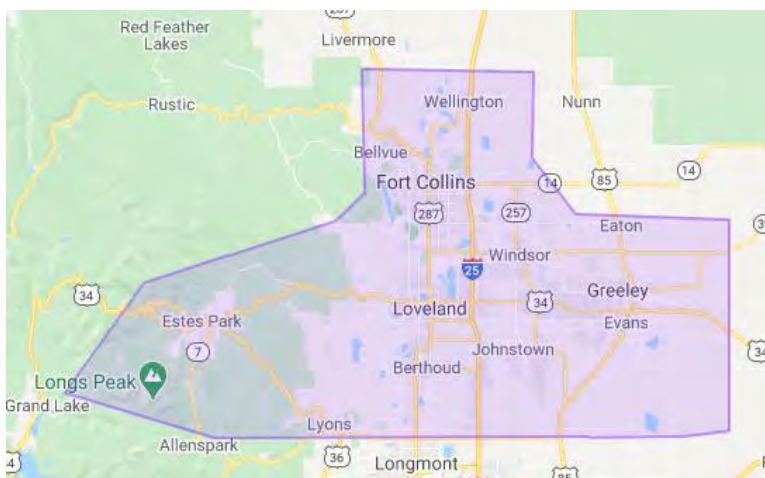 287
Red Feather
Lakes
Livermore
Rustic
Wellington
Nunn
Bellvue
14
Fort Collins
14
85
287
257
Eaton
Windsor
25
34
Greeley
Loveland
34
Estes Park
Evans
7
Johnstown
34
Longs Peak
Berthoud
Grand Lake
Lyons
Allenspark
36
Longmont
85